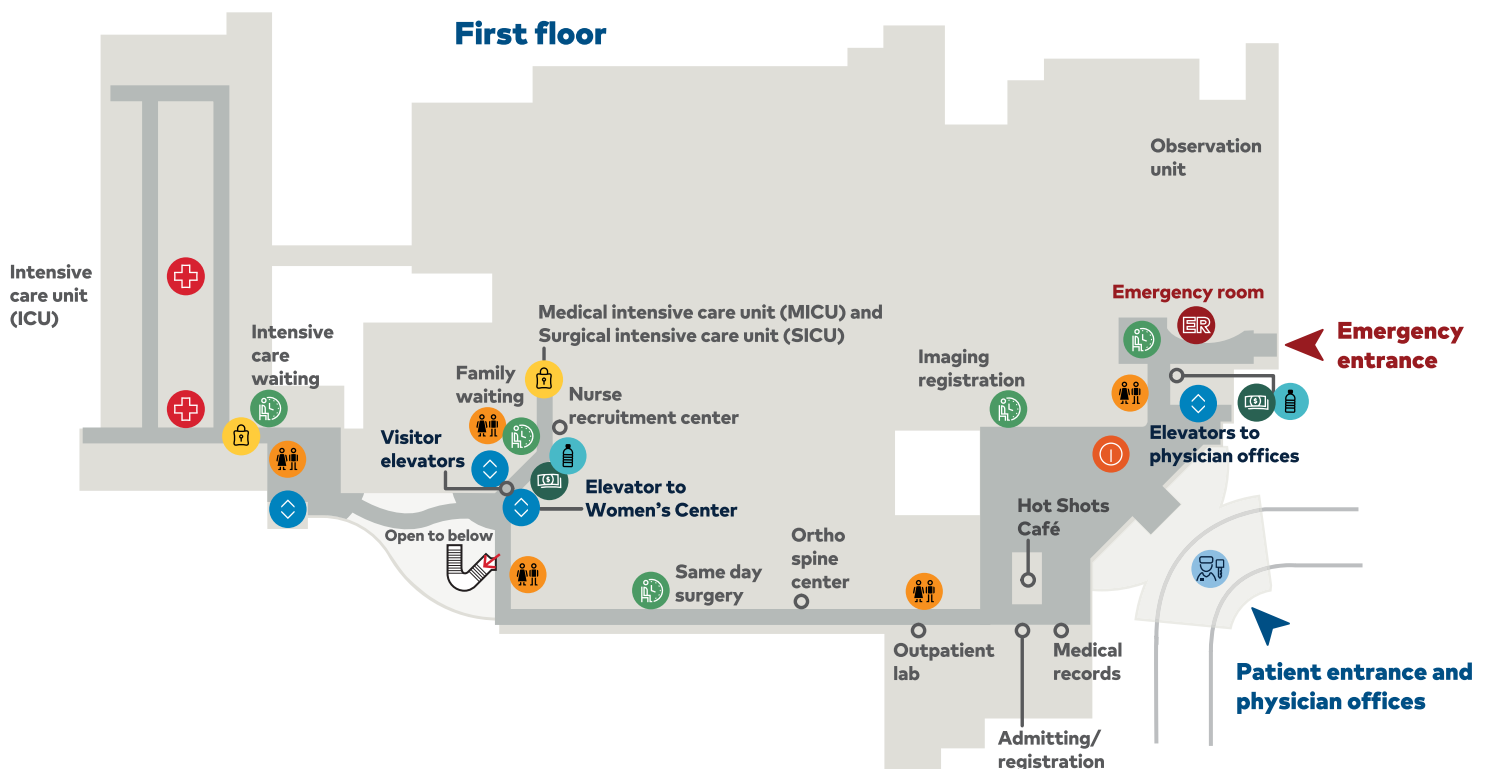 First floor
Observation
unit
Intensive
care unit
(ICU)
Intensive
care
waiting
Medical intensive care unit (MICU) and
Surgical intensive care unit (SICU)
Family
waiting
Nurse
recruitment center
Visitor
elevators
Elevator to
Women's Center
Open to below
Same day
surgery
Ortho
spine
center
Imaging
registration
Emergency room
ER
Emergency
entrance
Elevators to
physician offices
Hot Shots
Café
Outpatient
lab
Medical
records
Admitting/
registration
Patient entrance and
physician offices